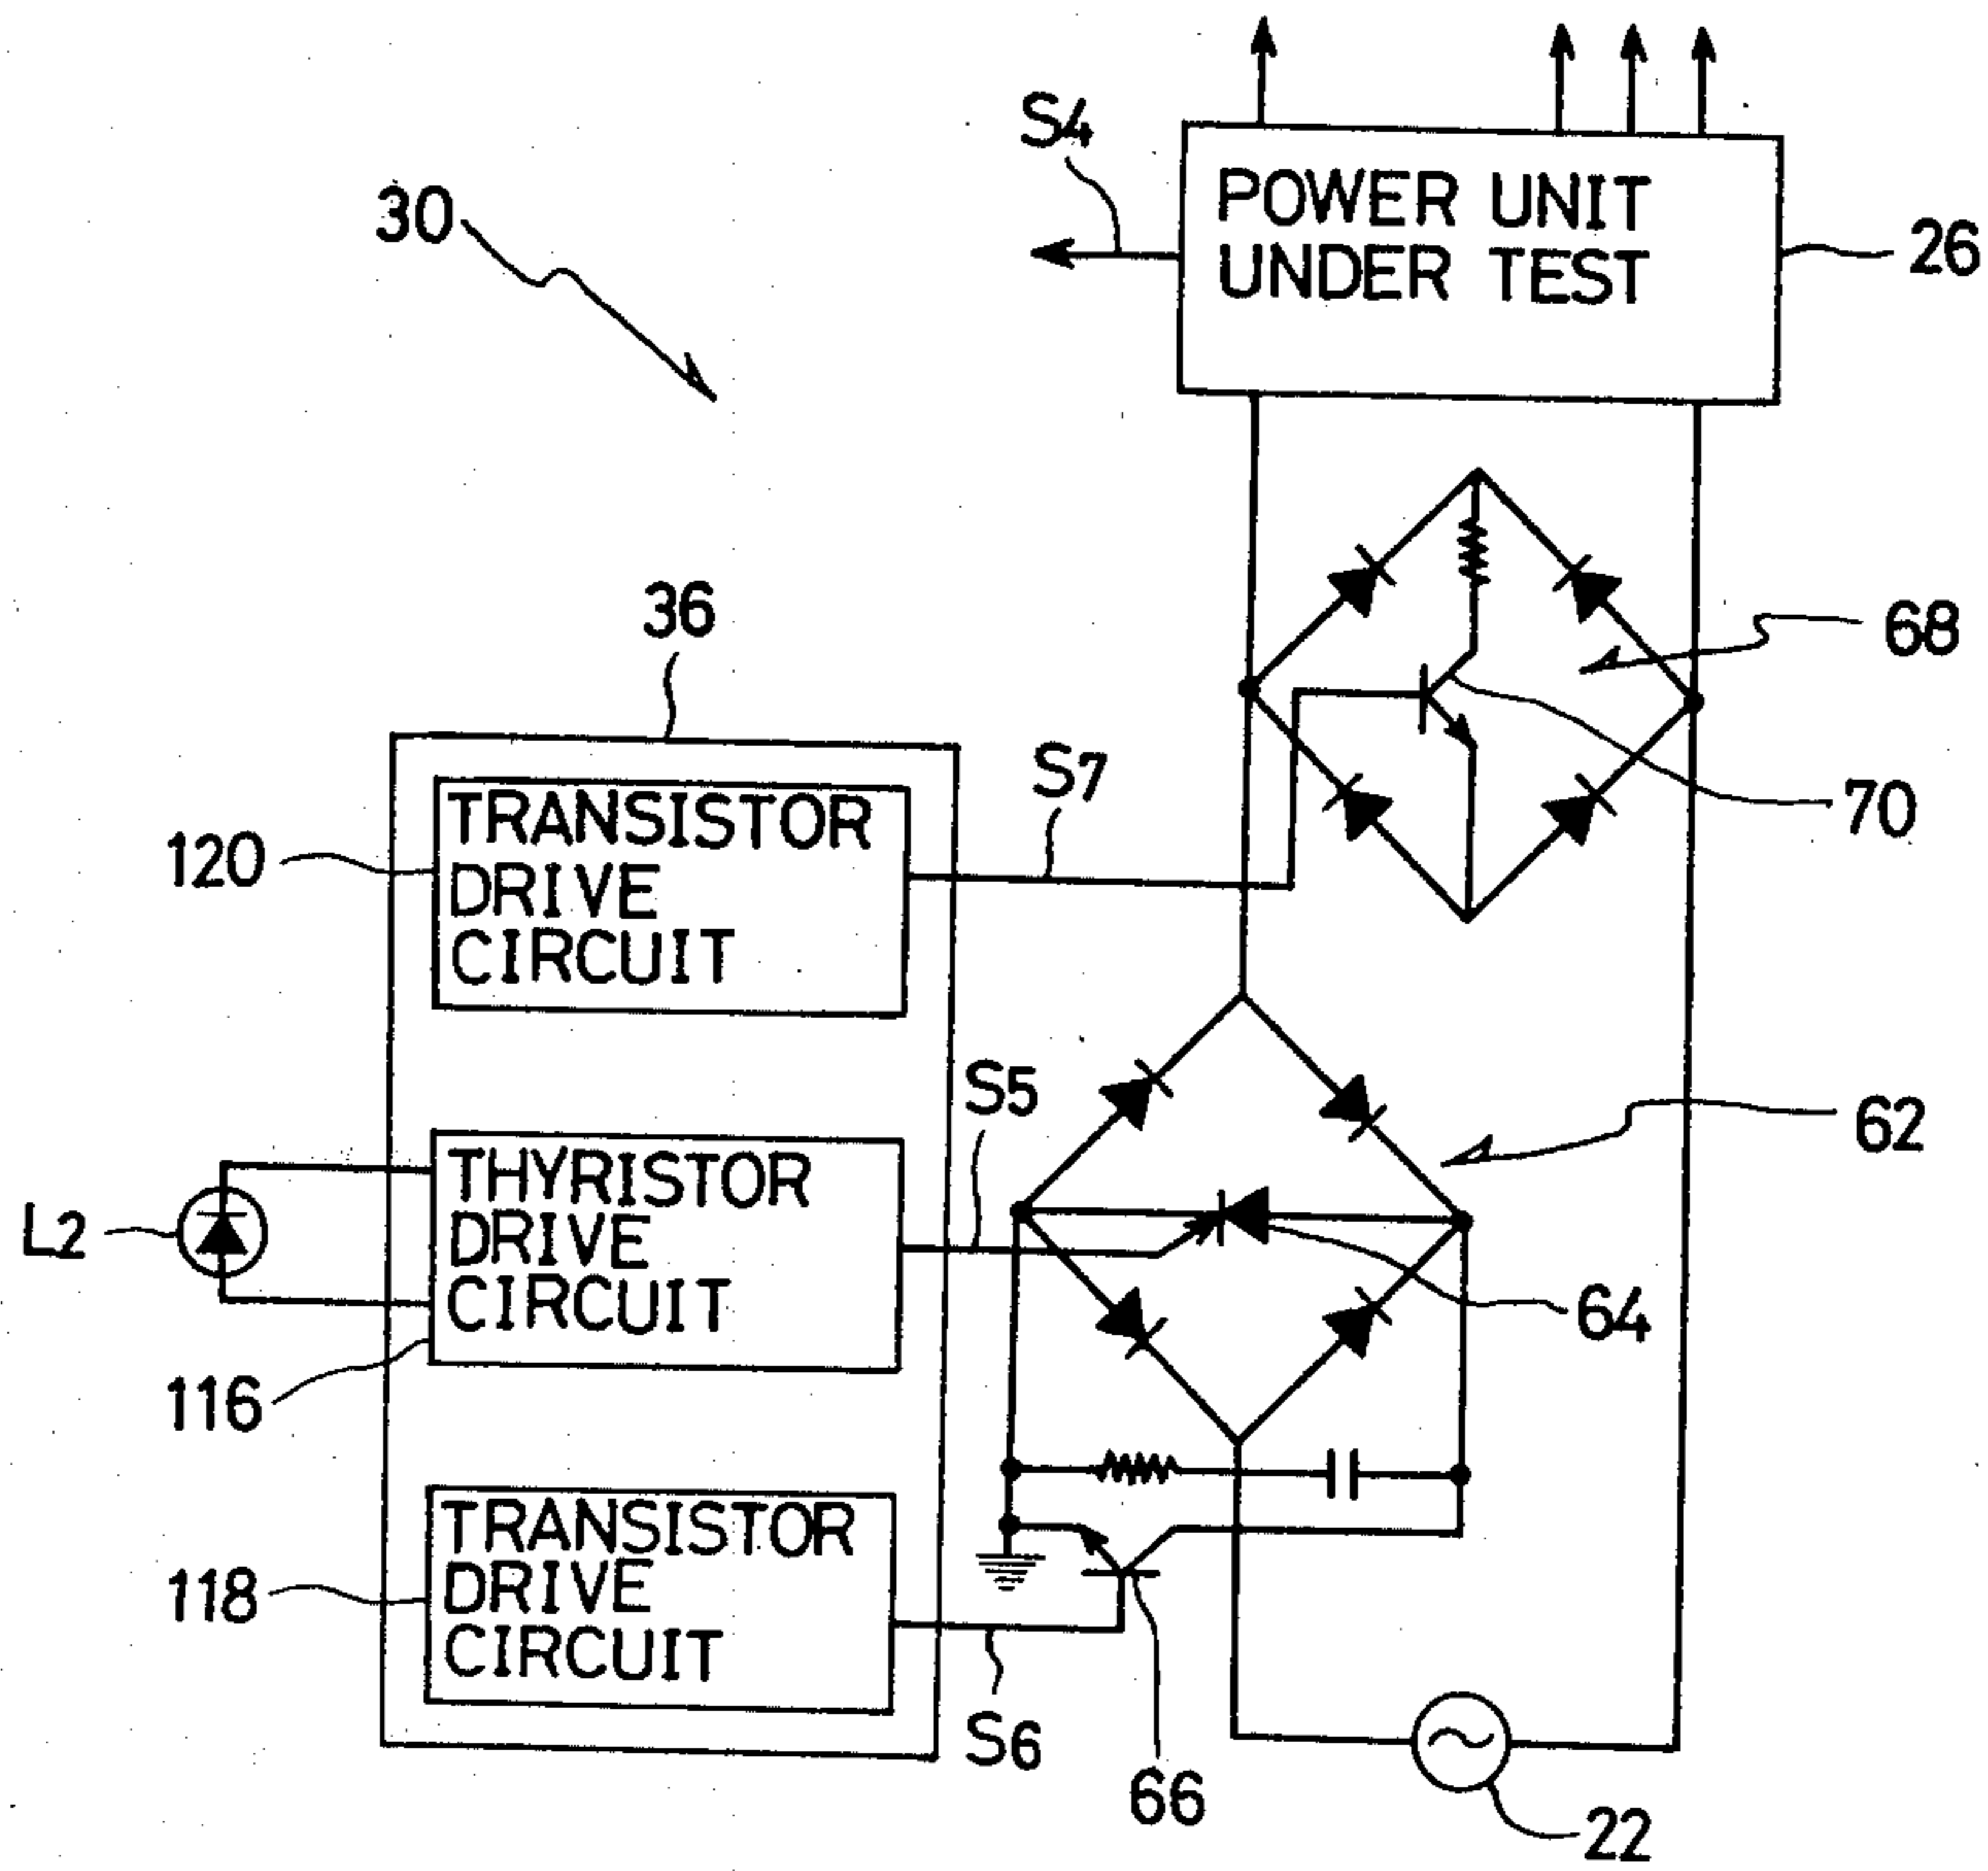 S4
30
POWER UNIT
UNDER TEST
26
36
68
S7
70
120
TRANSISTOR
DRIVE
CIRCUIT
S5
62
L2
THYRISTOR
DRIVE
CIRCUIT
64
116
118
TRANSISTOR
DRIVE
CIRCUIT
S6
66
22